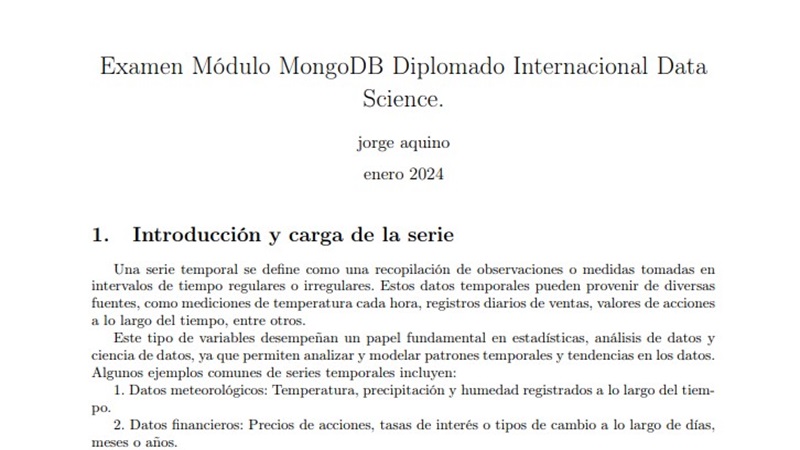 Examen Módulo MongoDB Diplomado Internacional Data
Science.
jorge aquino
enero 2024
1. Introducción y carga de la serie
Una serie temporal se define como una recopilación de observaciones o medidas tomadas en
intervalos de tiempo regulares o irregulares. Estos datos temporales pueden provenir de diversas
fuentes, como mediciones de temperatura cada hora, registros diarios de ventas, valores de acciones
a lo largo del tiempo, entre otros.
Este tipo de variables desempeñan un papel fundamental en estadísticas, análisis de datos y
ciencia de datos, ya que permiten analizar y modelar patrones temporales y tendencias en los datos.
Algunos ejemplos comunes de series temporales incluyen:
1. Datos meteorológicos: Temperatura, precipitación y humedad registrados a lo largo del tiem-
po.
2. Datos financieros: Precios de acciones, tasas de interés o tipos de cambio a lo largo de días,
meses o años.